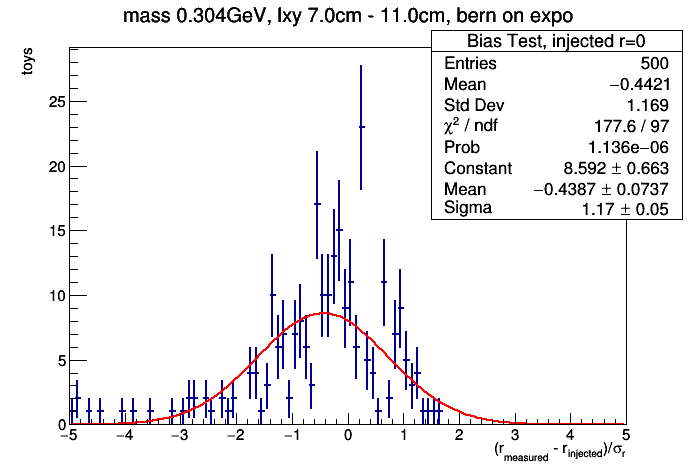 mass 0.304GeV, lxy 7.0cm - 11.0cm, bern on expo
Bias Test, injected r=0
Entries 500
Mean −0.4421
Std Dev 1.169
χ² / ndf 177.6 / 97
Prob 1.136e−06
Constant 8.592 ± 0.663
Mean −0.4387 ± 0.0737
Sigma 1.17 ± 0.05
toys
25
20
15
10
5
0
−5 −4 −3 −2 −1 0 1 2 3 4 5
(r_measured - r_injected)/σ_r